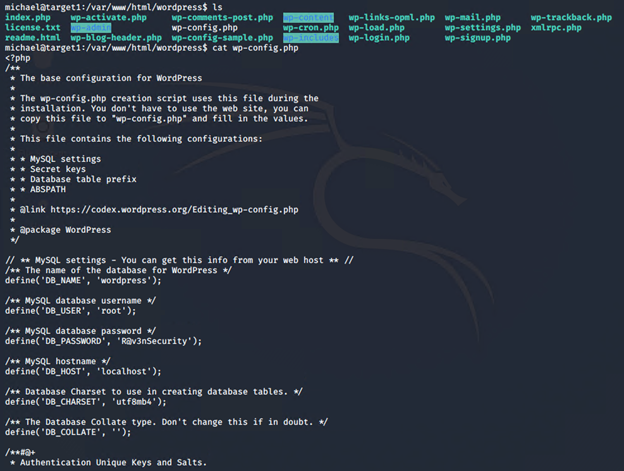 michael@target1:/var/www/html/wordpress$ ls
index.php wp-activate.php wp-comments-post.php wp-content wp-links-opml.php wp-mail.php wp-trackback.php
license.txt wp-admin wp-config.php wp-cron.php wp-load.php wp-settings.php xmlrpc.php
readme.html wp-blog-header.php wp-config-sample.php wp-includes wp-login.php wp-signup.php
michael@target1:/var/www/html/wordpress$ cat wp-config.php
<?php
/**
 * The base configuration for WordPress
 *
 * The wp-config.php creation script uses this file during the
 * installation. You don't have to use the web site, you can
 * copy this file to "wp-config.php" and fill in the values.
 *
 * This file contains the following configurations:
 *
 * * MySQL settings
 * * Secret keys
 * * Database table prefix
 * * ABSPATH
 *
 * @link https://codex.wordpress.org/Editing_wp-config.php
 *
 * @package WordPress
 */

// ** MySQL settings - You can get this info from your web host ** //
/** The name of the database for WordPress */
define('DB_NAME', 'wordpress');

/** MySQL database username */
define('DB_USER', 'root');

/** MySQL database password */
define('DB_PASSWORD', 'R@v3nSecurity');

/** MySQL hostname */
define('DB_HOST', 'localhost');

/** Database Charset to use in creating database tables. */
define('DB_CHARSET', 'utf8mb4');

/** The Database Collate type. Don't change this if in doubt. */
define('DB_COLLATE', '');

/**#@+
 * Authentication Unique Keys and Salts.